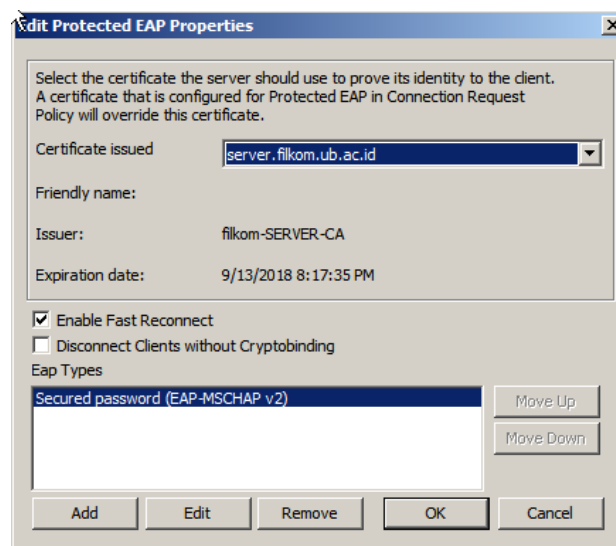 Edit Protected EAP Properties
Select the certificate the server should use to prove its identity to the client.
A certificate that is configured for Protected EAP in Connection Request
Policy will override this certificate.
Certificate issued
server.filkom.ub.ac.id
Friendly name:
Issuer:
filkom-SERVER-CA
Expiration date:
9/13/2018 8:17:35 PM
Enable Fast Reconnect
Disconnect Clients without Cryptobinding
Eap Types
Secured password (EAP-MSCHAP v2)
Move Up
Move Down
Add
Edit
Remove
OK
Cancel